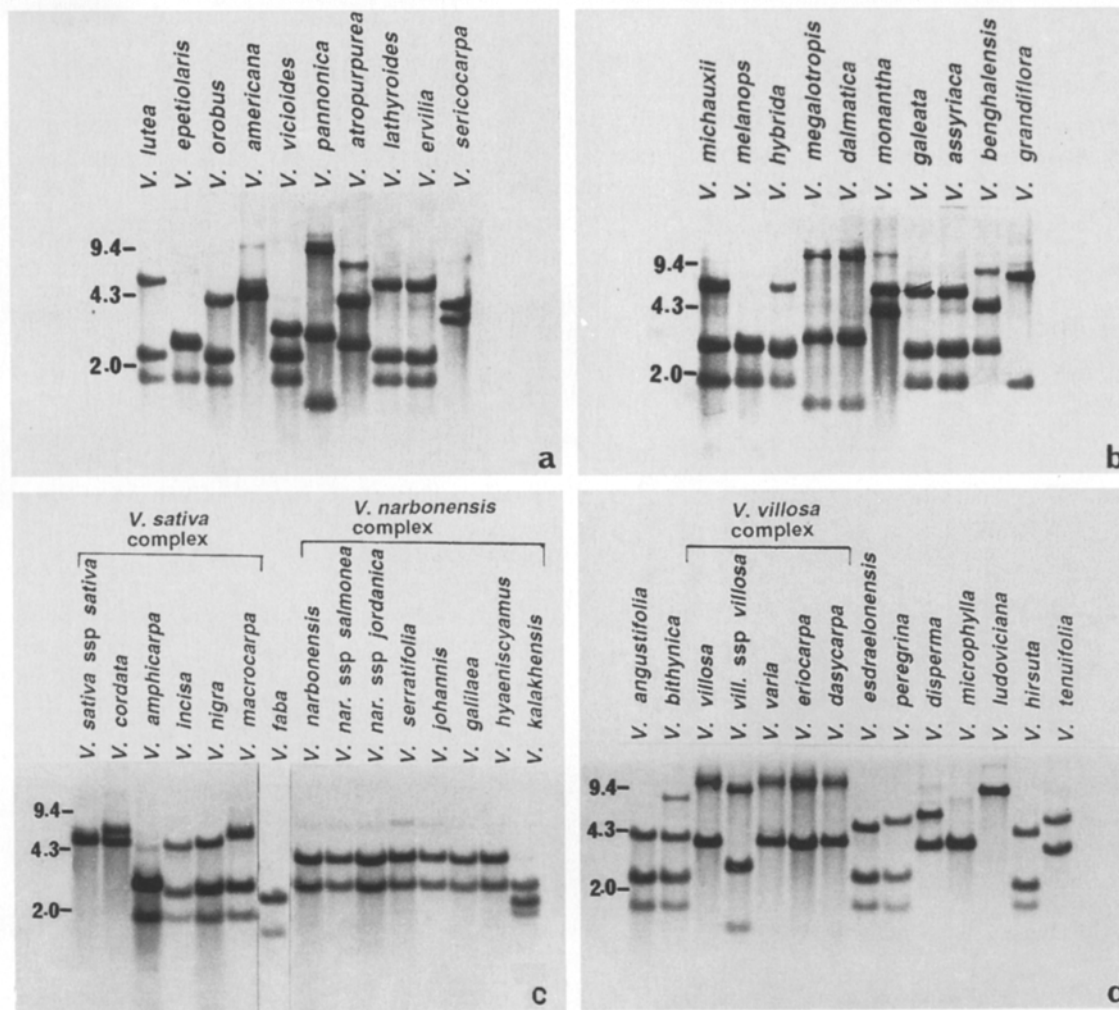 V. lutea
V. epetiolaris
V. orobus
V. americana
V. vicioides
V. pannonica
V. atropurpurea
V. lathyroides
V. ervilia
V. sericocarpa
9.4
4.3
2.0
a
V. michauxii
V. melanops
V. hybrida
V. megalotropis
V. dalmatica
V. monantha
V. galeata
V. assyriaca
V. benghalensis
V. grandiflora
9.4
4.3
2.0
b
V. sativa
complex
V. narbonensis
complex
V. sativa ssp sativa
V. cordata
V. amphicarpa
V. incisa
V. nigra
V. macrocarpa
V. faba
V. narbonensis
V. nar. ssp salmonea
V. nar. ssp jordanica
V. serratifolia
V. johannis
V. galilaea
V. hyaeniscyamus
V. kalakhensis
9.4
4.3
2.0
c
V. villosa
complex
V. angustifolia
V. bithynica
V. villosa
V. vill. ssp villosa
V. varia
V. eriocarpa
V. dasycarpa
V. esdraelonensis
V. peregrina
V. disperma
V. microphylla
V. ludoviciana
V. hirsuta
V. tenuifolia
9.4
4.3
2.0
d